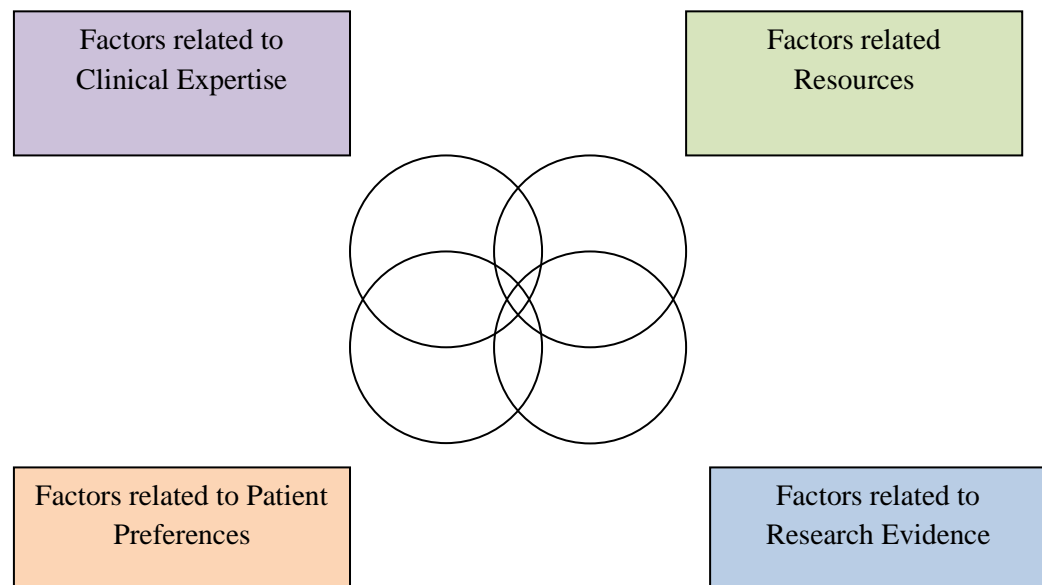 Factors related to
Clinical Expertise
Factors related
Resources
Factors related to Patient
Preferences
Factors related to
Research Evidence